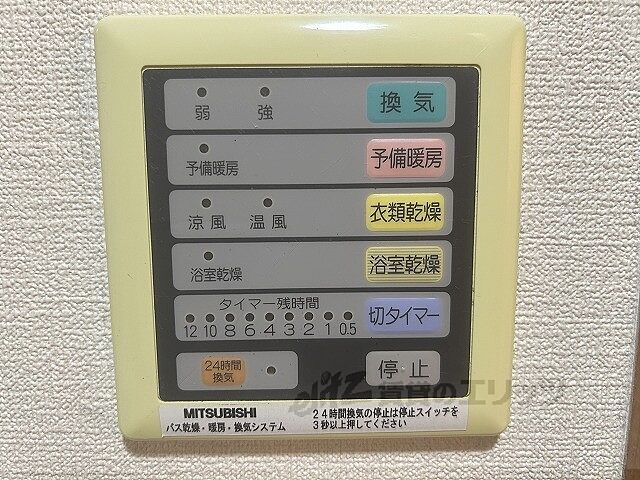 弱 強 換気
予備暖房 予備暖房
涼風 温風 衣類乾燥
浴室乾燥 浴室乾燥
タイマー残時間
12 10 8 6 4 3 2 1 0.5 切タイマー
24時間
換気
停止
MITSUBISHI
バス乾燥・暖房・換気システム
24時間換気の停止は停止スイッチを
3秒以上押してください
elitz 賃貸のエリッツ